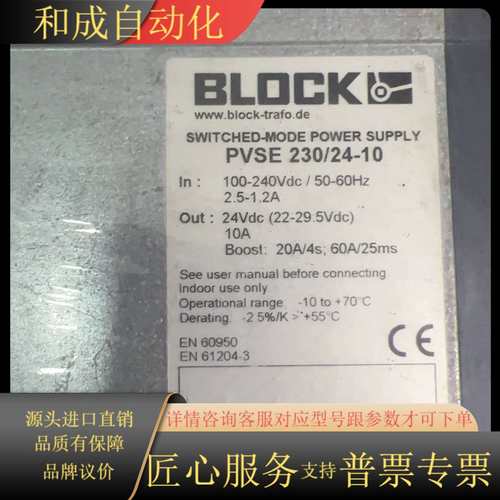 和成自动化
BLOCK
www.block-trafo.de
SWITCHED-MODE POWER SUPPLY
PVSE 230/24-10
In : 100-240Vdc / 50-60Hz
2.5-1.2A
Out : 24Vdc (22-29.5Vdc)
10A
Boost: 20A/4s; 60A/25ms
See user manual before connecting
Indoor use only
Operational range -10 to +70°C
Derating. -2 5%/K > +55°C
EN 60950
EN 61204-3
CE
源头进口直销
品质有保障
品牌议价
详情咨询客服对应型号跟参数才可下单
匠心服务 支持 普票专票